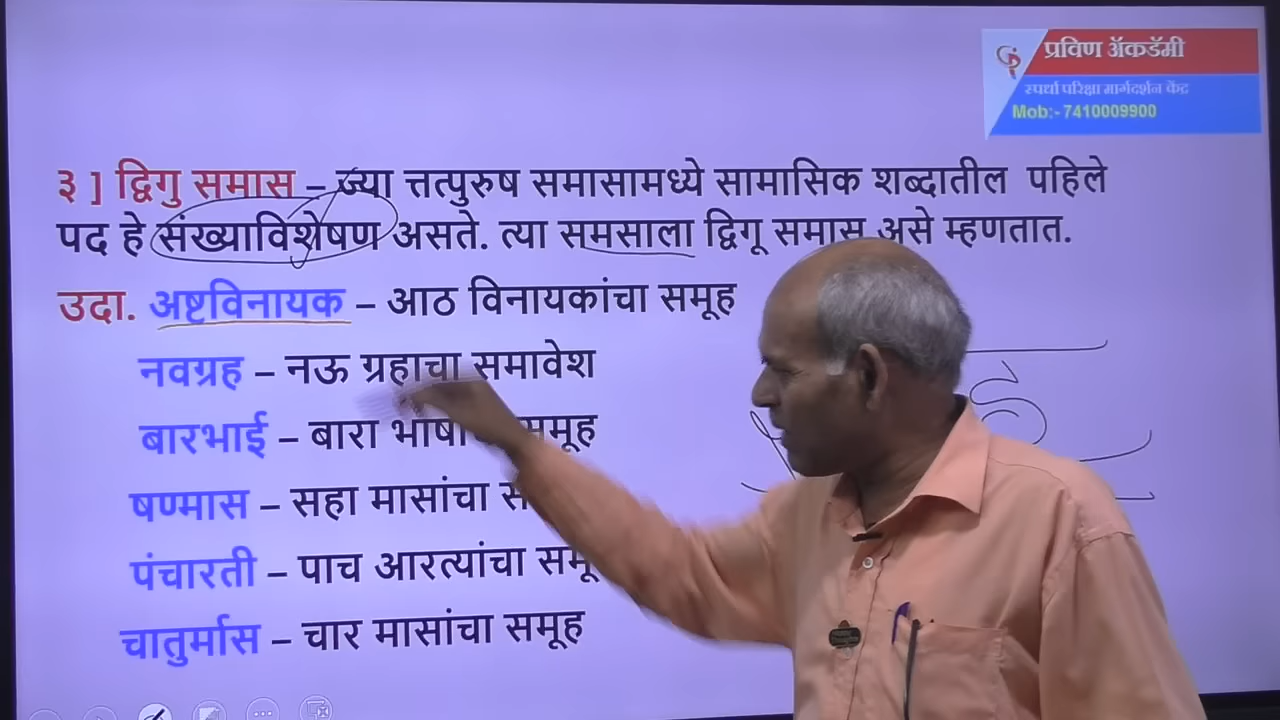 प्रविण ॲकडॅमी
स्पर्धा परिक्षा मार्गदर्शन केंद्र
Mob:- 7410009900
३ ] द्विगु समास – ज्या त्तत्पुरुष समासामध्ये सामासिक शब्दातील पहिले
पद हे संख्याविशेषण असते. त्या समसाला द्विगू समास असे म्हणतात.
उदा. अष्टविनायक – आठ विनायकांचा समूह
नवग्रह – नऊ ग्रहाचा समावेश
बारभाई – बारा समूह
षण्मास – सहा मासांचा
पंचारती – पाच आरत्यांचा
चातुर्मास – चार मासांचा समूह